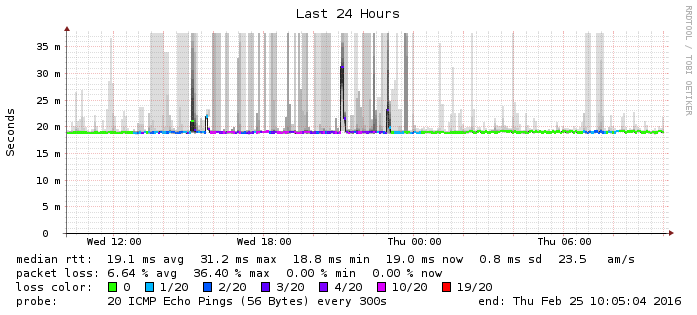 Last 24 Hours
RRDTOOL / TOBI OETIKER
Seconds
35 m
30 m
25 m
20 m
15 m
10 m
5 m
0
Wed 12:00 Wed 18:00 Thu 00:00 Thu 06:00
median rtt: 19.1 ms avg 31.2 ms max 18.8 ms min 19.0 ms now 0.8 ms sd 23.5 am/s
packet loss: 6.64 % avg 36.40 % max 0.00 % min 0.00 % now
loss color: 0 1/20 2/20 3/20 4/20 10/20 19/20
probe: 20 ICMP Echo Pings (56 Bytes) every 300s end: Thu Feb 25 10:05:04 2016